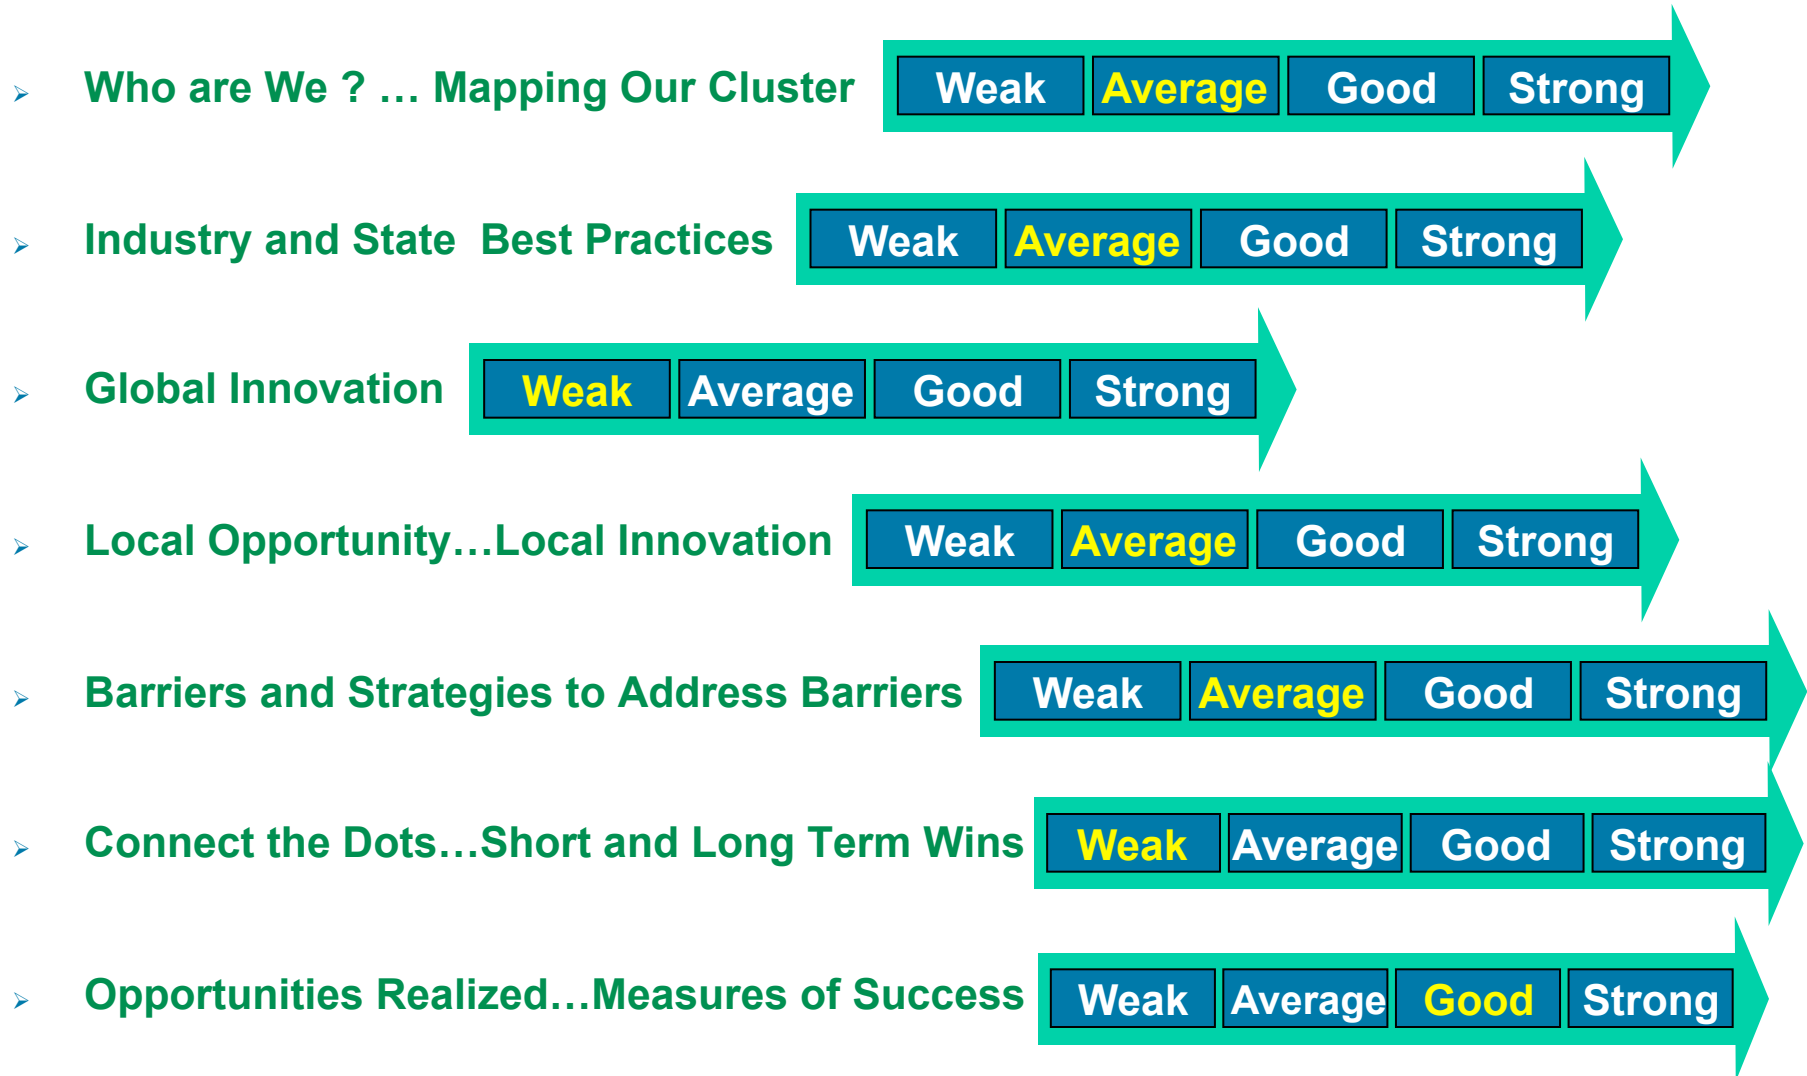 Who are We ? … Mapping Our Cluster Weak Average Good Strong
Industry and State  Best Practices Weak Average Good Strong
Global Innovation Weak Average Good Strong
Local Opportunity…Local Innovation Weak Average Good Strong
Barriers and Strategies to Address Barriers Weak Average Good Strong
Connect the Dots…Short and Long Term Wins Weak Average Good Strong
Opportunities Realized…Measures of Success Weak Average Good Strong